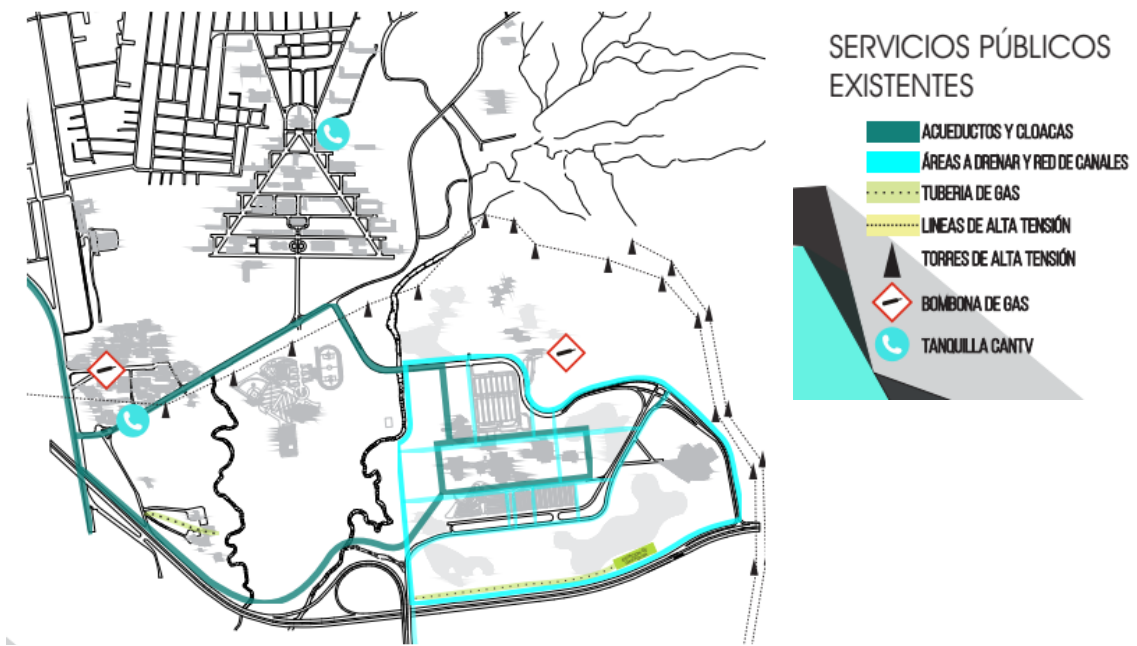 SERVICIOS PÚBLICOS
EXISTENTES
ACUEDUCTOS Y CLOACAS
ÁREAS A DRENAR Y RED DE CANALES
TUBERIA DE GAS
LINEAS DE ALTA TENSIÓN
TORRES DE ALTA TENSIÓN
BOMBONA DE GAS
TANQUILLA CANTV